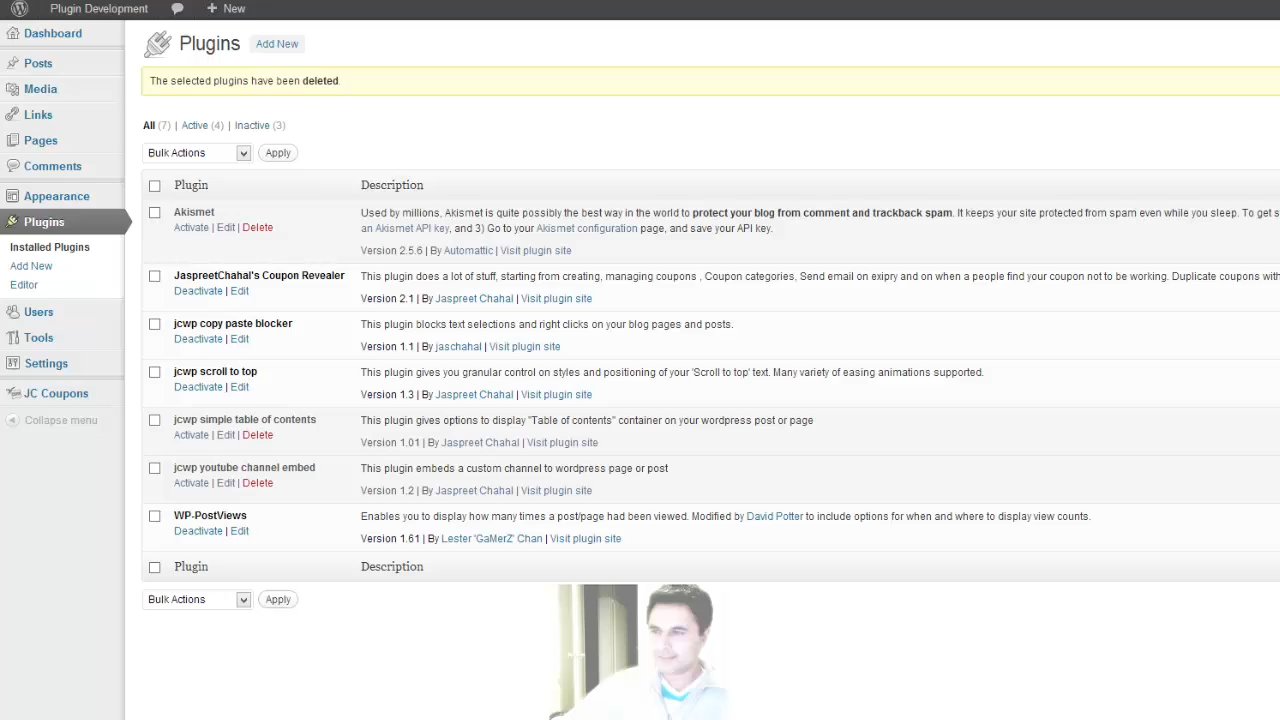 Plugin Development
+ New
Dashboard
Posts
Media
Links
Pages
Comments
Appearance
Plugins
Installed Plugins
Add New
Editor
Users
Tools
Settings
JC Coupons
Collapse menu
Plugins Add New
The selected plugins have been deleted.
All (7) | Active (4) | Inactive (3)
Bulk Actions Apply
Plugin Description
Akismet
Activate | Edit | Delete
Used by millions, Akismet is quite possibly the best way in the world to protect your blog from comment and trackback spam. It keeps your site protected from spam even while you sleep. To get s
an Akismet API key, and 3) Go to your Akismet configuration page, and save your API key.
Version 2.5.6 | By Automattic | Visit plugin site
JaspreetChahal's Coupon Revealer
Deactivate | Edit
This plugin does a lot of stuff, starting from creating, managing coupons , Coupon categories, Send email on exipry and on when a people find your coupon not to be working. Duplicate coupons with
Version 2.1 | By Jaspreet Chahal | Visit plugin site
jcwp copy paste blocker
Deactivate | Edit
This plugin blocks text selections and right clicks on your blog pages and posts.
Version 1.1 | By jaschahal | Visit plugin site
jcwp scroll to top
Deactivate | Edit
This plugin gives you granular control on styles and positioning of your 'Scroll to top' text. Many variety of easing animations supported.
Version 1.3 | By Jaspreet Chahal | Visit plugin site
jcwp simple table of contents
Activate | Edit | Delete
This plugin gives options to display "Table of contents" container on your wordpress post or page
Version 1.01 | By Jaspreet Chahal | Visit plugin site
jcwp youtube channel embed
Activate | Edit | Delete
This plugin embeds a custom channel to wordpress page or post
Version 1.2 | By Jaspreet Chahal | Visit plugin site
WP-PostViews
Deactivate | Edit
Enables you to display how many times a post/page had been viewed. Modified by David Potter to include options for when and where to display view counts.
Version 1.61 | By Lester 'GaMerZ' Chan | Visit plugin site
Plugin Description
Bulk Actions Apply